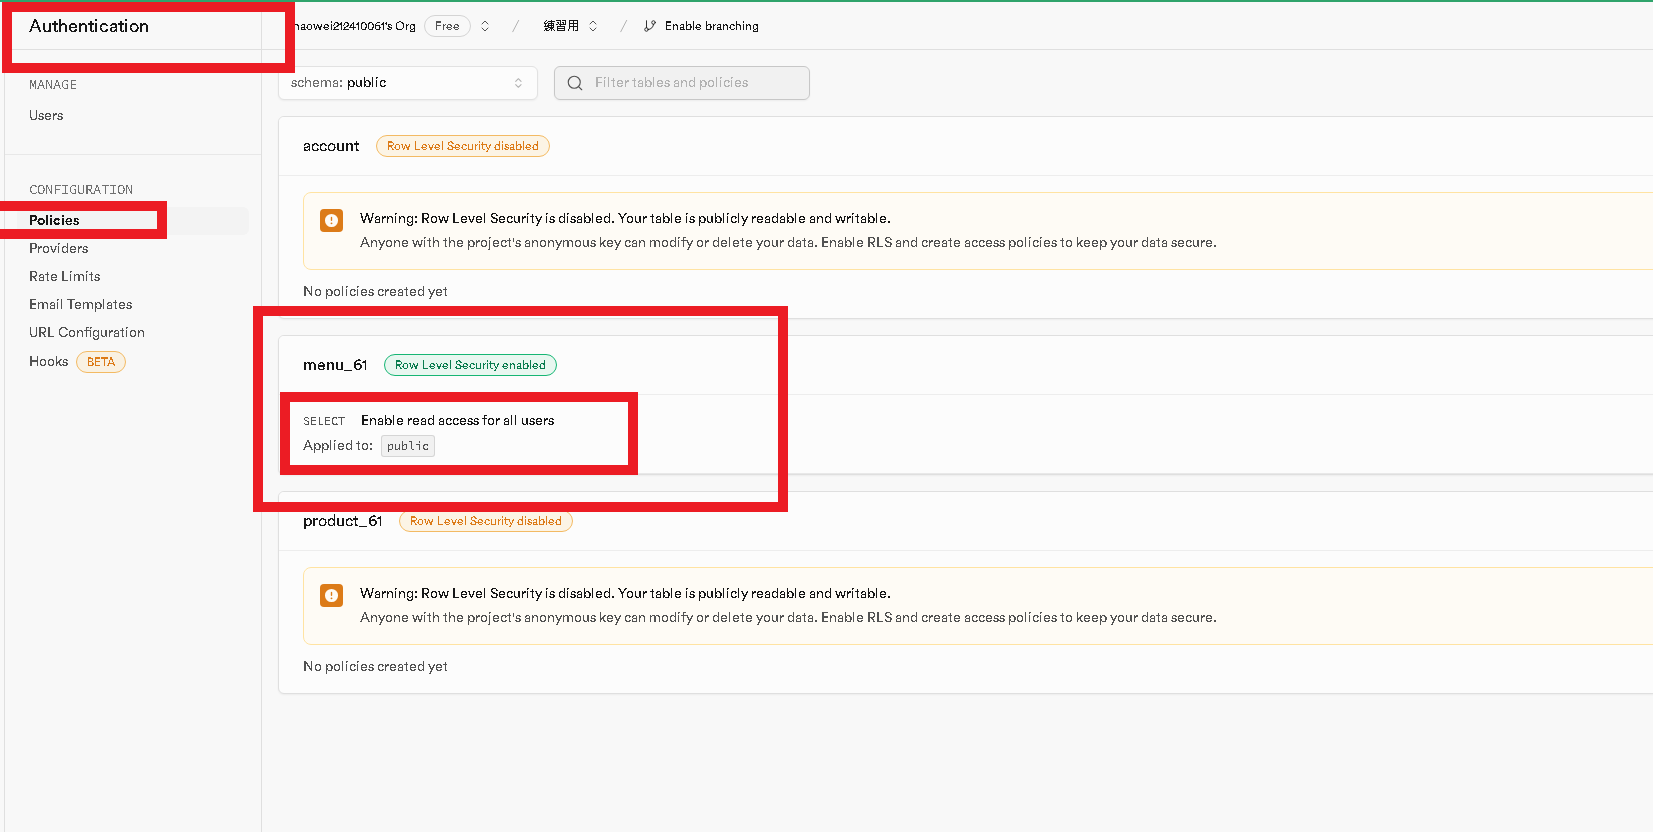 Authentication
haowei212410061's Org Free / 練習用 / Enable branching
MANAGE
Users
CONFIGURATION
Policies
Providers
Rate Limits
Email Templates
URL Configuration
Hooks BETA
schema: public
Filter tables and policies
account Row Level Security disabled
Warning: Row Level Security is disabled. Your table is publicly readable and writable.
Anyone with the project's anonymous key can modify or delete your data. Enable RLS and create access policies to keep your data secure.
No policies created yet
menu_61 Row Level Security enabled
SELECT Enable read access for all users
Applied to: public
product_61 Row Level Security disabled
Warning: Row Level Security is disabled. Your table is publicly readable and writable.
Anyone with the project's anonymous key can modify or delete your data. Enable RLS and create access policies to keep your data secure.
No policies created yet